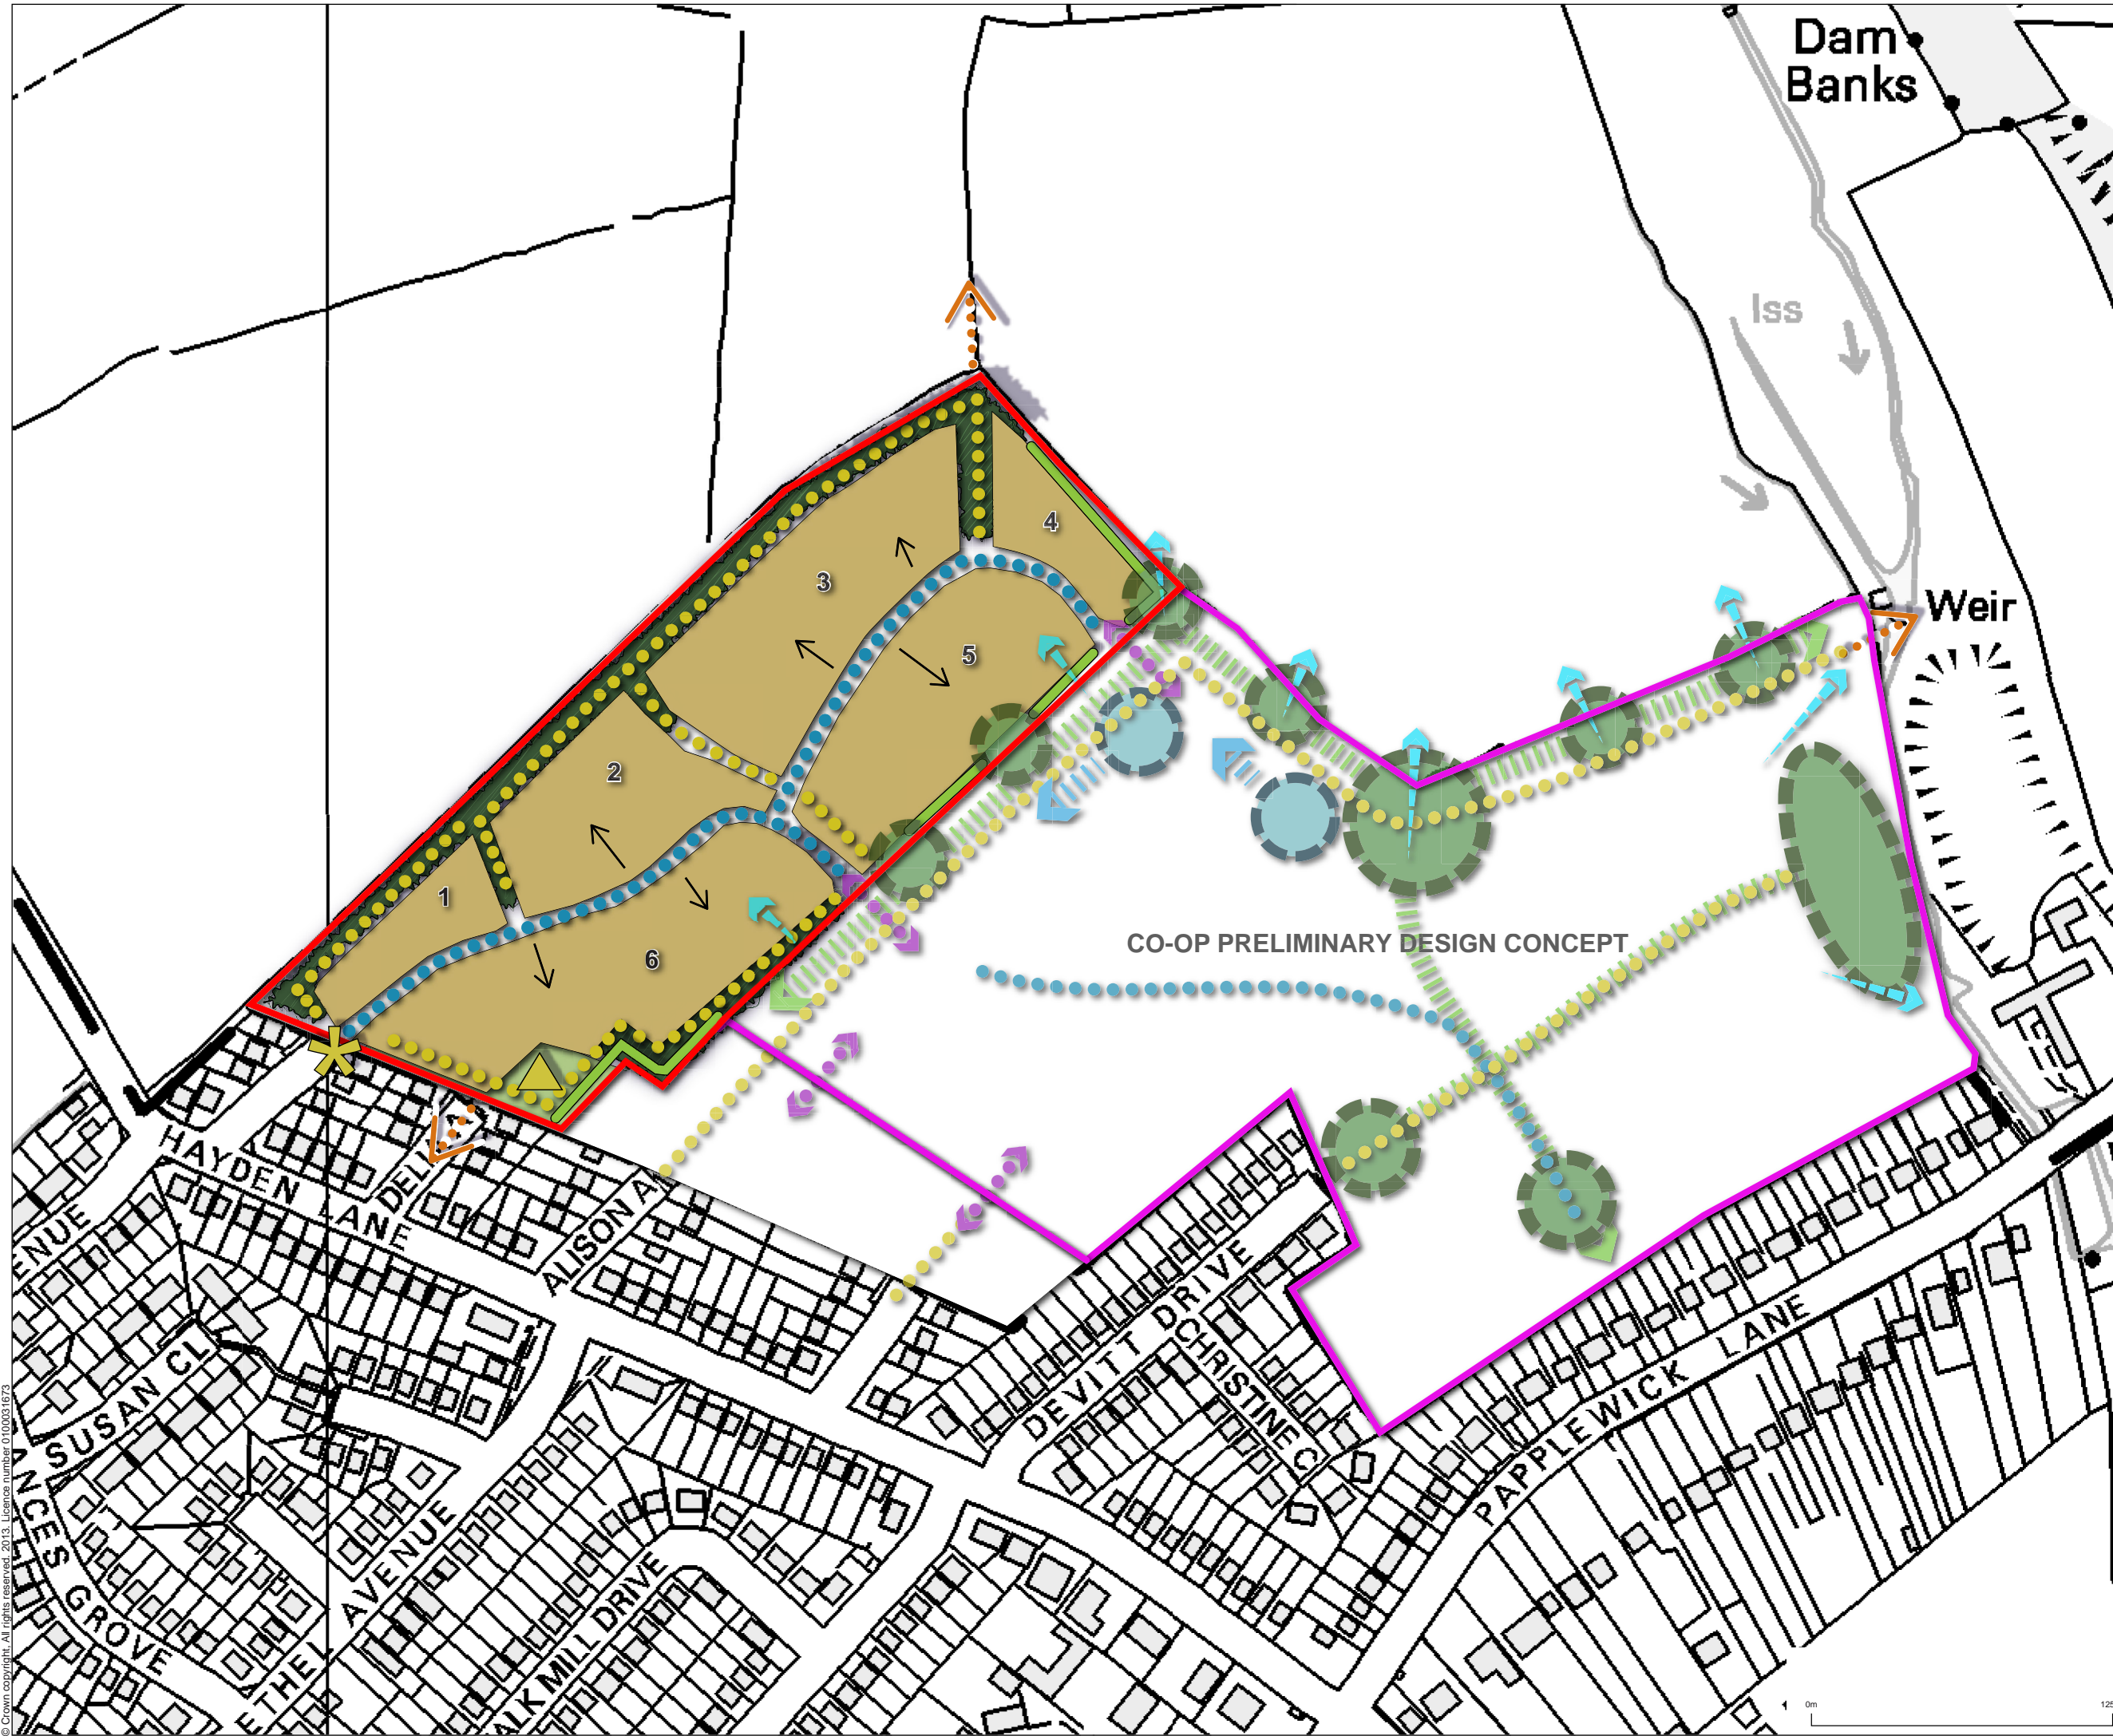 Dam
Banks
Iss
Weir
4
3
5
2
1
6
CO-OP PRELIMINARY DESIGN CONCEPT
HAYDEN LANE
DELL
ALISON A
ENUE
SUSAN CL
DEVITT DRIVE
CHRISTINE C
PAPPLEWICK LANE
ANCES GROVE
ETHEL AVENUE
ALK MILL DRIVE
0m
125
© Crown copyright, All rights reserved. 2013. Licence number 0100031673